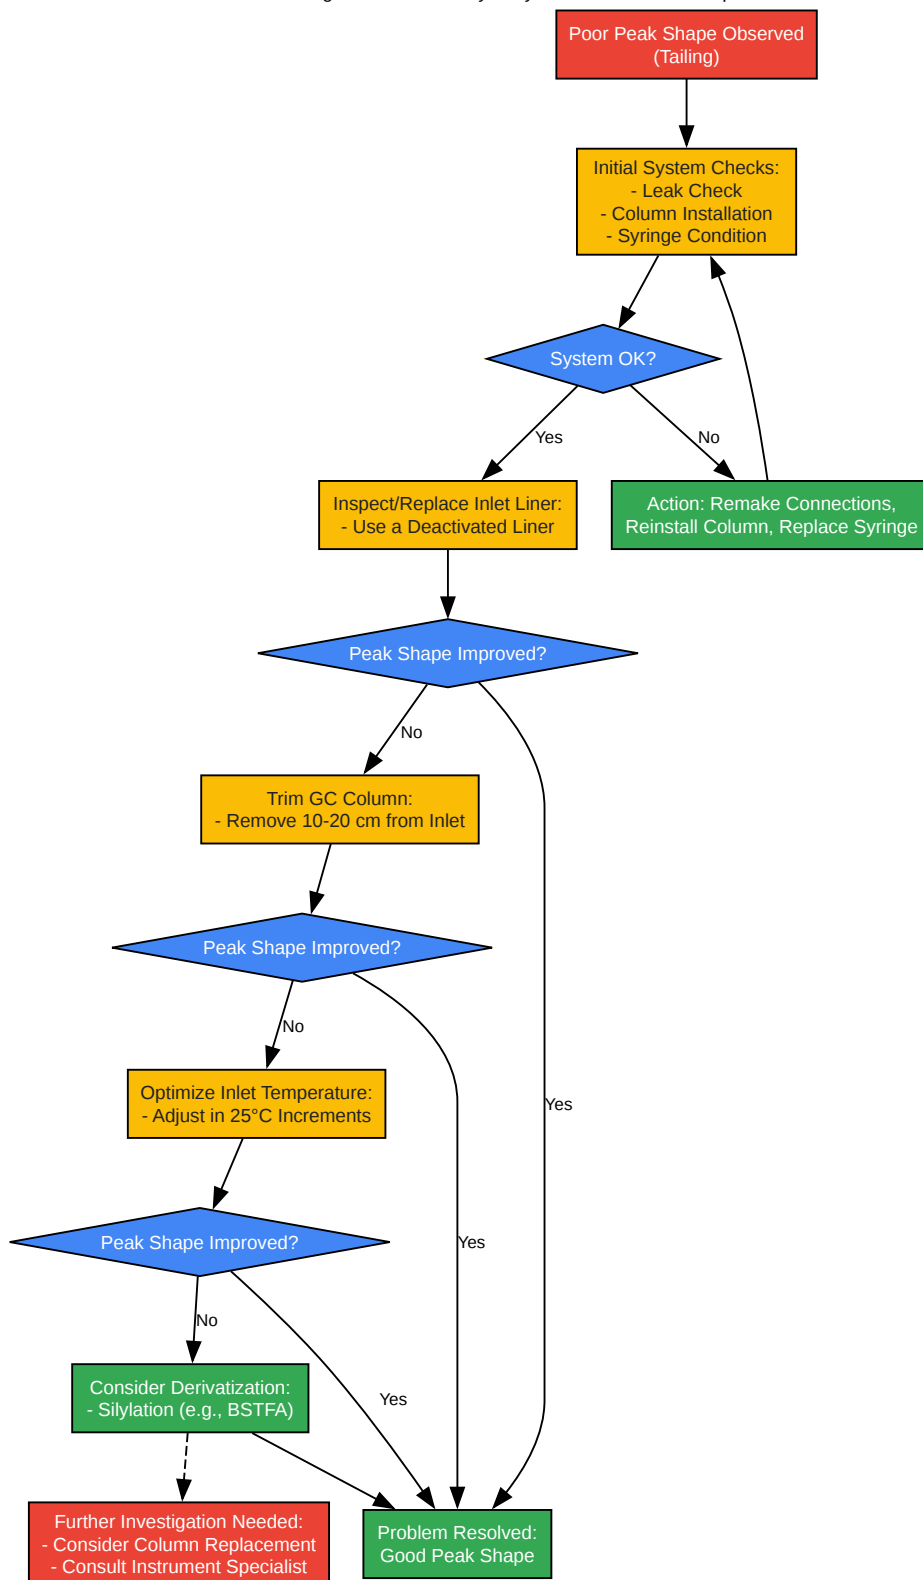 Poor Peak Shape Observed
(Tailing)
Initial System Checks:
- Leak Check
- Column Installation
- Syringe Condition
System OK?
Yes
No
Inspect/Replace Inlet Liner:
- Use a Deactivated Liner
Action: Remake Connections,
Reinstall Column, Replace Syringe
Peak Shape Improved?
No
Trim GC Column:
- Remove 10-20 cm from Inlet
Peak Shape Improved?
No
Optimize Inlet Temperature:
- Adjust in 25°C Increments
Yes
Peak Shape Improved?
Yes
No
Consider Derivatization:
- Silylation (e.g., BSTFA)
Yes
Further Investigation Needed:
- Consider Column Replacement
- Consult Instrument Specialist
Problem Resolved:
Good Peak Shape